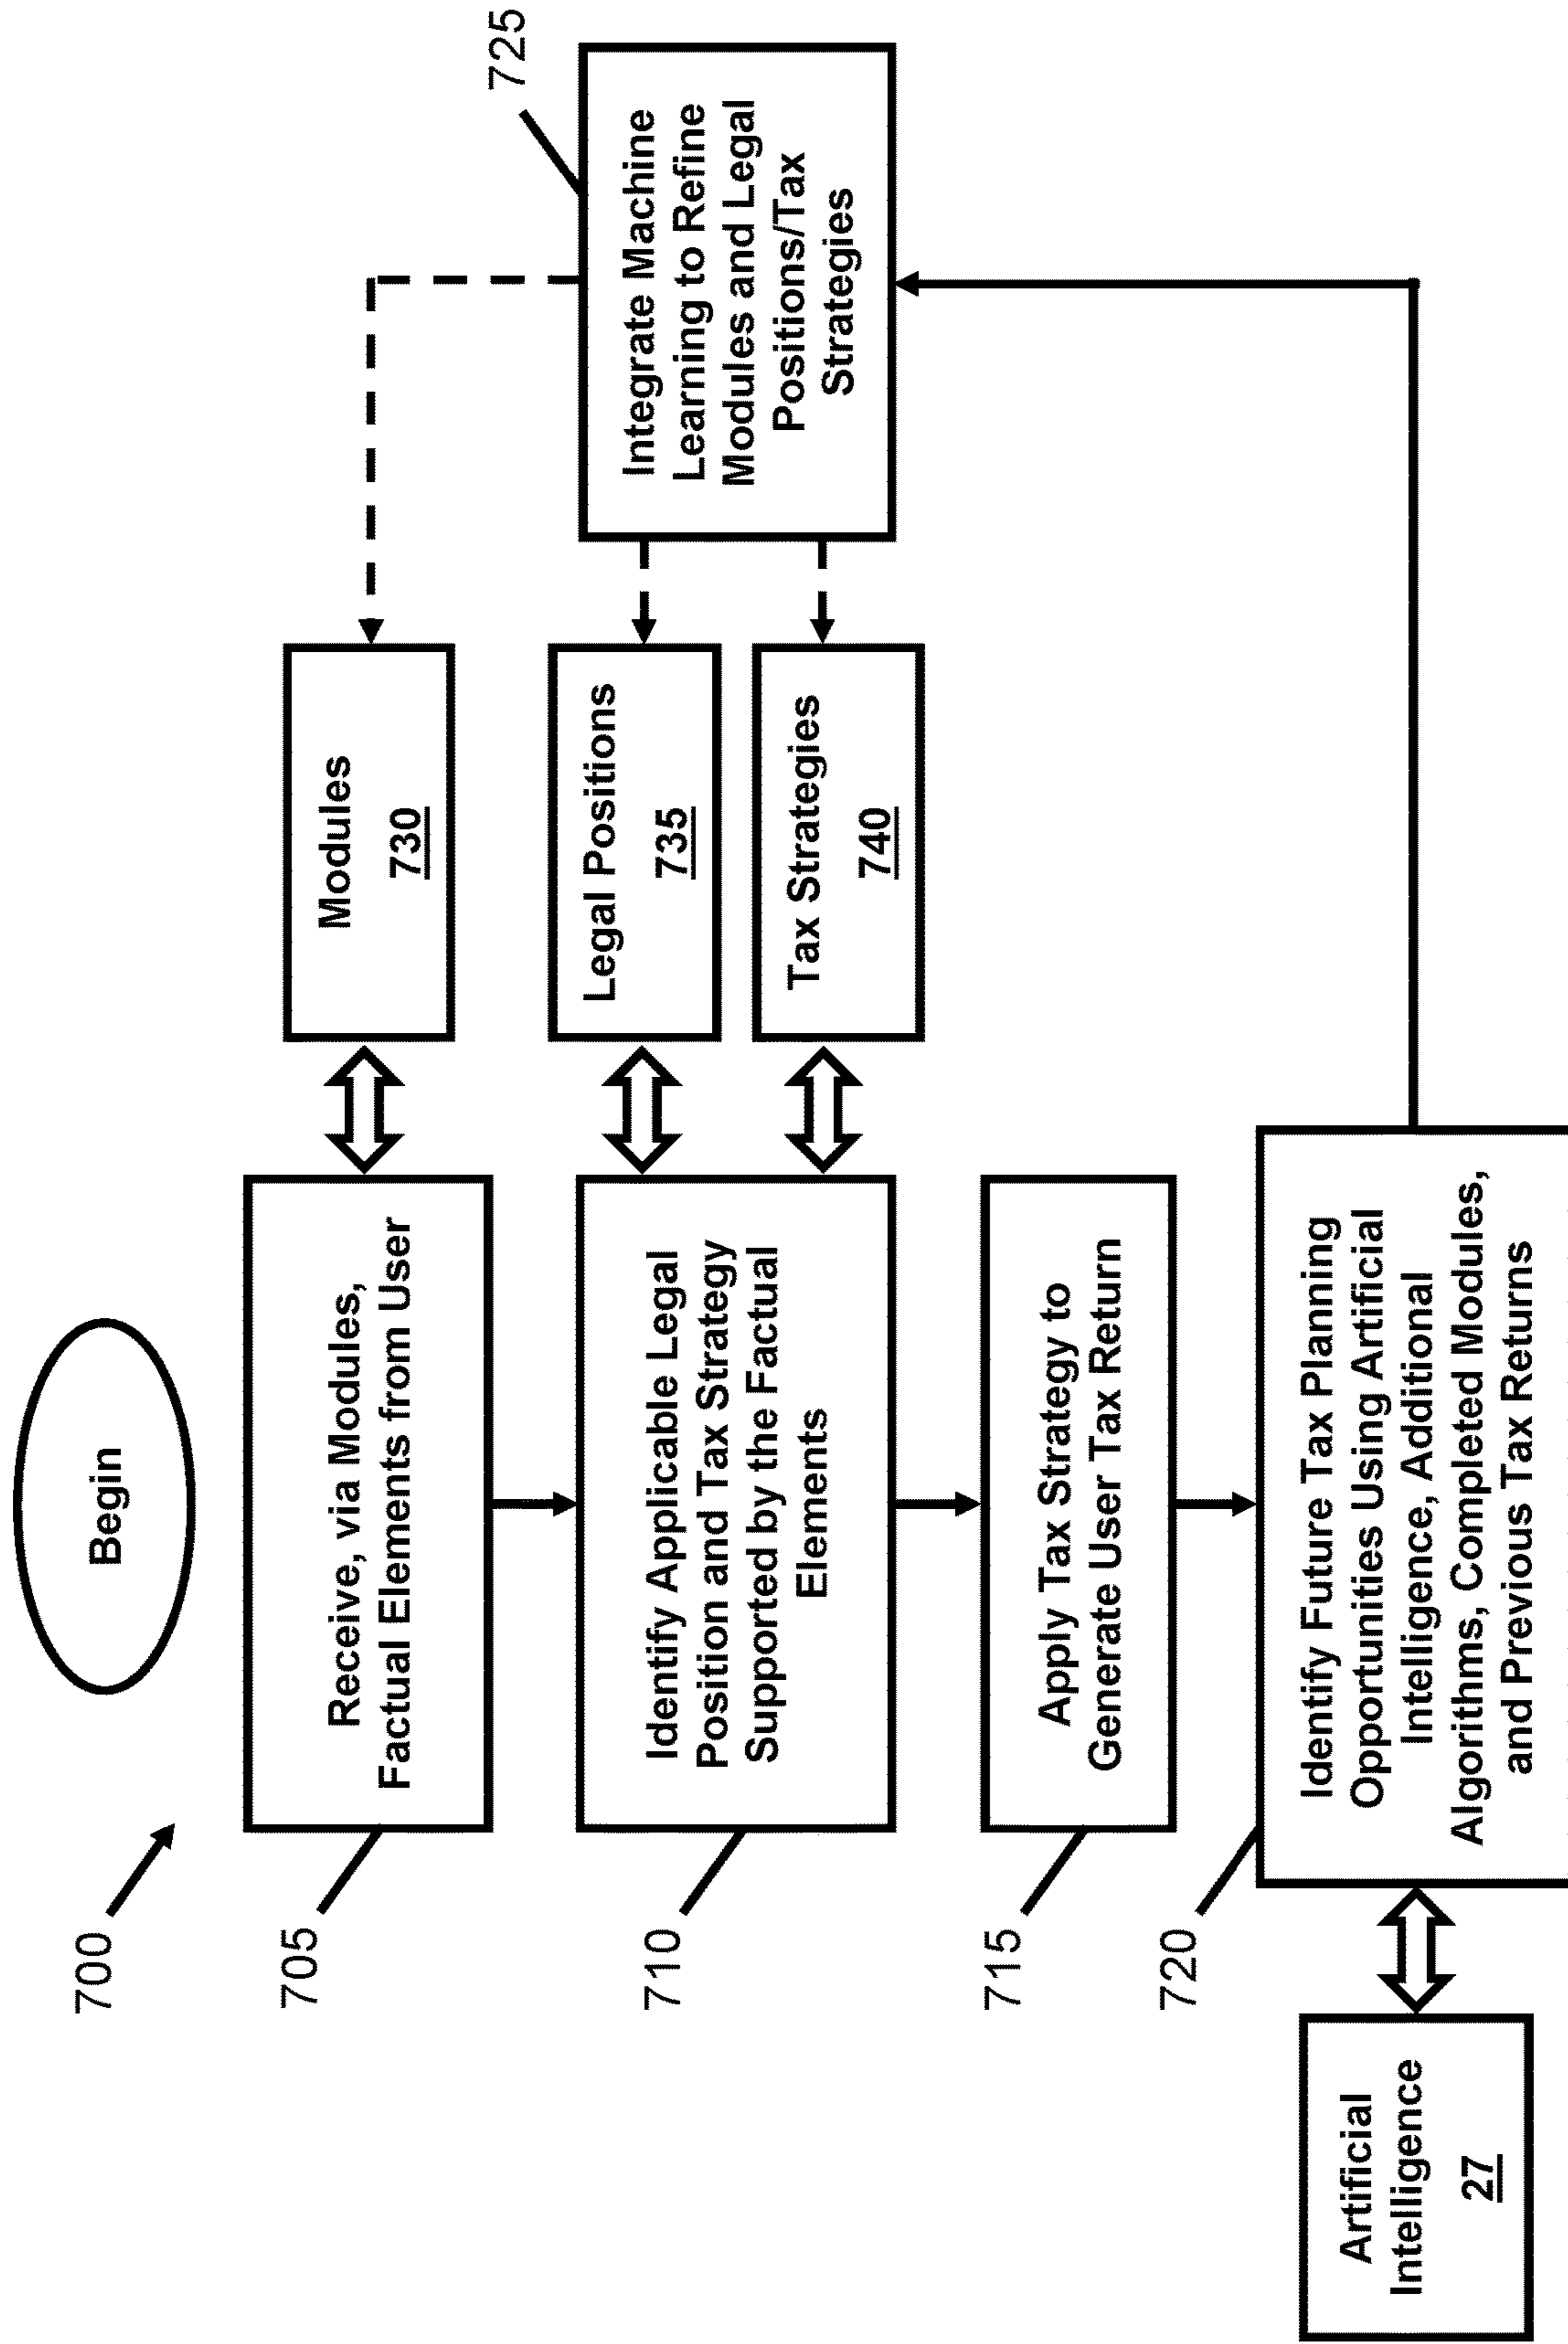 700
Begin
705
Receive, via Modules,
Factual Elements from User
Modules
730
710
Identify Applicable Legal
Position and Tax Strategy
Supported by the Factual
Elements
Legal Positions
735
Tax Strategies
740
725
Integrate Machine
Learning to Refine
Modules and Legal
Positions/Tax
Strategies
715
Apply Tax Strategy to
Generate User Tax Return
720
Identify Future Tax Planning
Opportunities Using Artificial
Intelligence, Additional
Algorithms, Completed Modules,
and Previous Tax Returns
Artificial
Intelligence
27